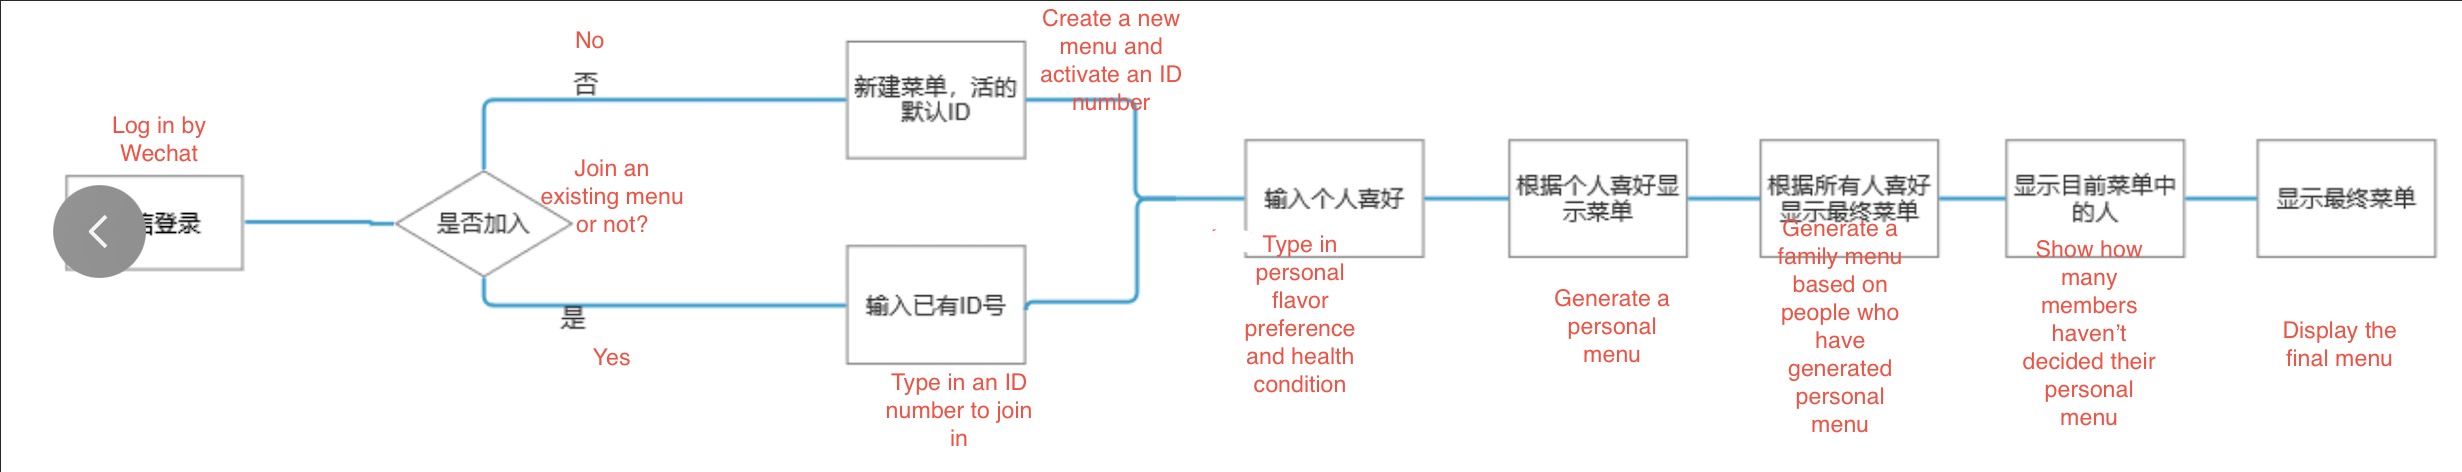 Log in by
Wechat
信登录
No
否
Join an
existing menu
or not?
是否加入
是
Yes
新建菜单，活的
默认ID
Create a new
menu and
activate an ID
number
输入已有ID号
Type in an ID
number to join
in
输入个人喜好
Type in
personal
flavor
preference
and health
condition
根据个人喜好显
示菜单
Generate a
personal
menu
根据所有人喜好
显示最终菜单
Generate a
family menu
based on
people who
have
generated
personal
menu
显示目前菜单中
的人
Show how
many
members
haven't
decided their
personal
menu
显示最终菜单
Display the
final menu